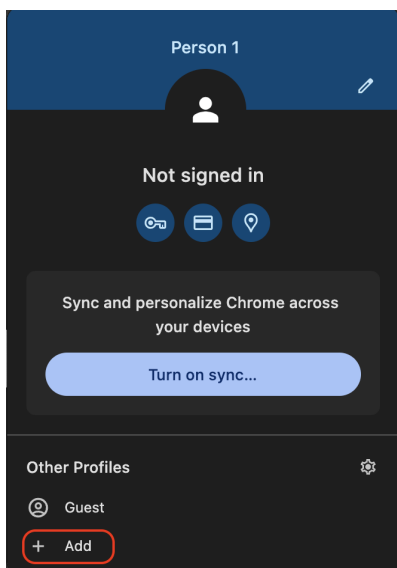 Person 1
Not signed in
Sync and personalize Chrome across
your devices
Turn on sync...
Other Profiles
Guest
+ Add